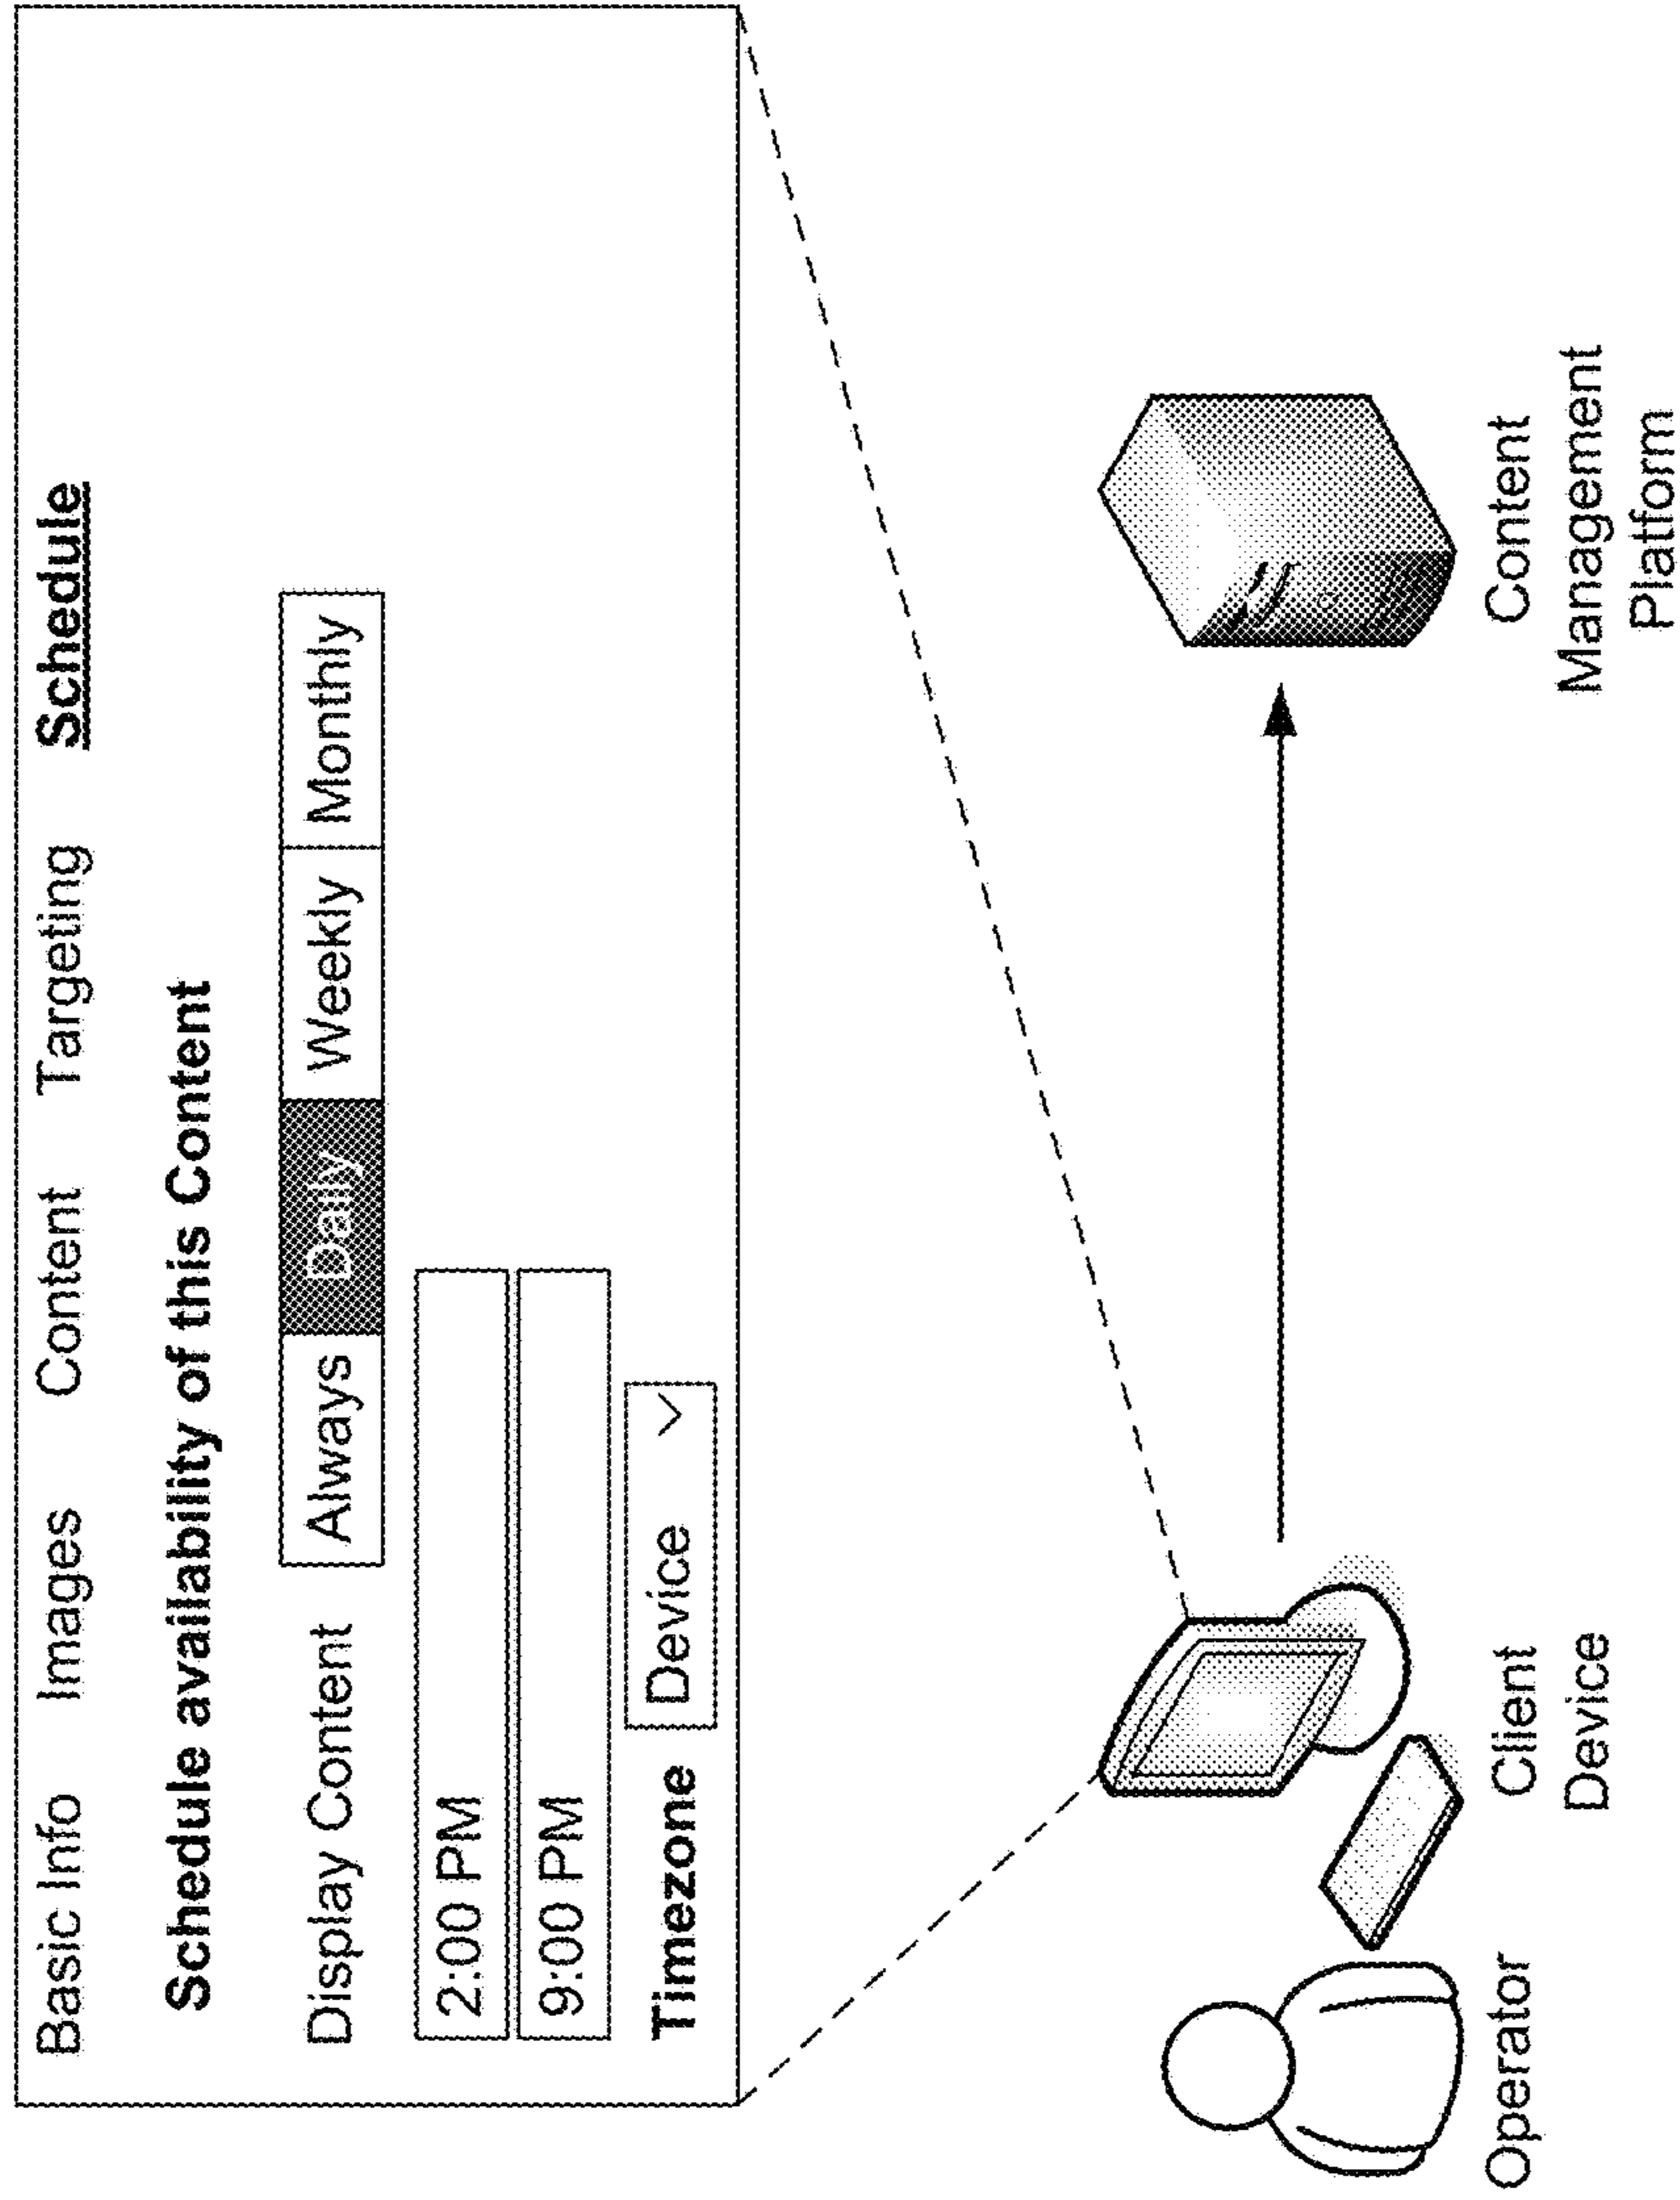 Basic Info Images Content Targeting Schedule
Schedule availability of this Content
Display Content Always Daily Weekly Monthly
2:00 PM
9:00 PM
Timezone Device
Operator
Client
Device
Content
Management
Platform